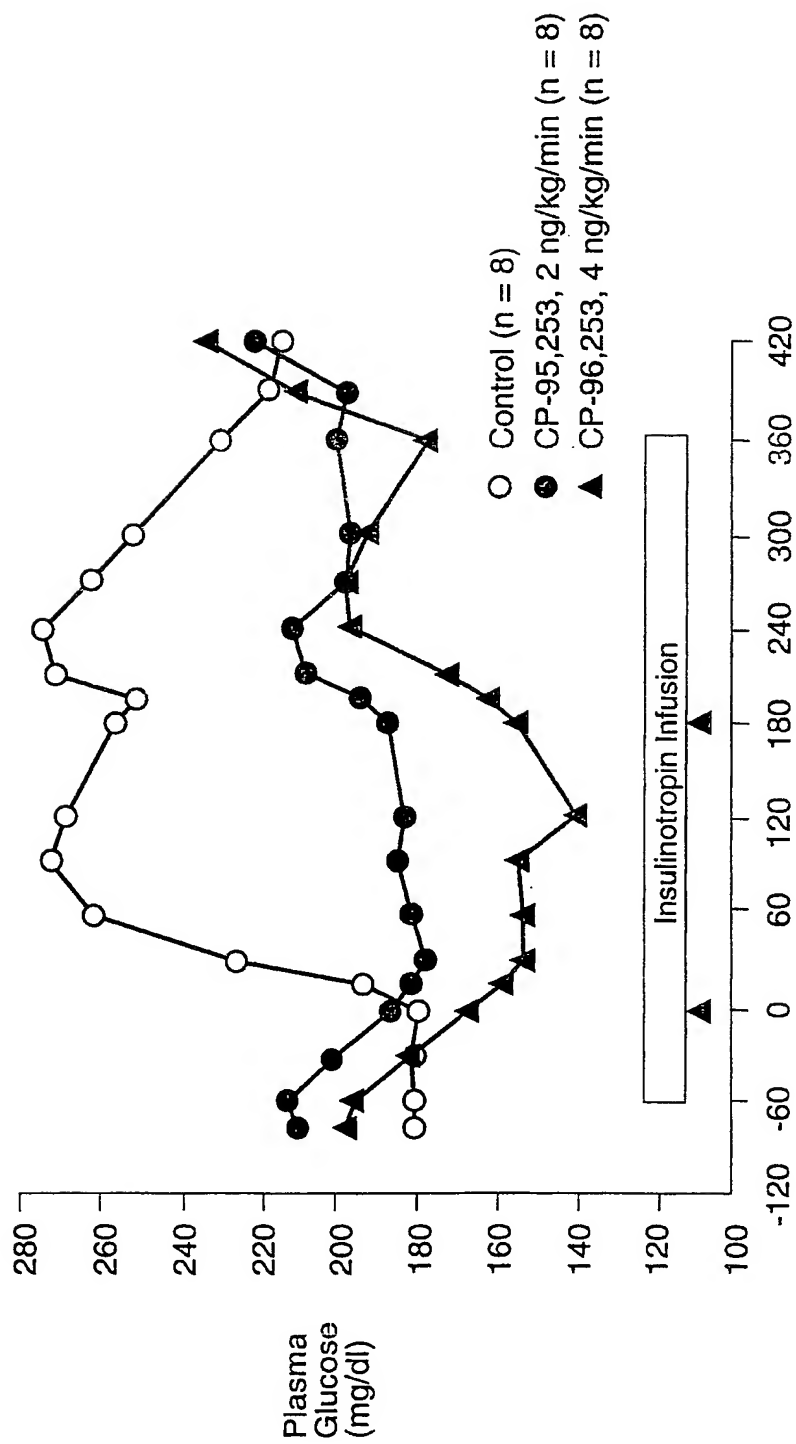 Plasma
Glucose
(mg/dl)
280
260
240
220
200
180
160
140
120
100
Control (n = 8)
CP-95,253, 2 ng/kg/min (n = 8)
CP-96,253, 4 ng/kg/min (n = 8)
Insulinotropin Infusion
-120
-60
0
60
120
180
240
300
360
420